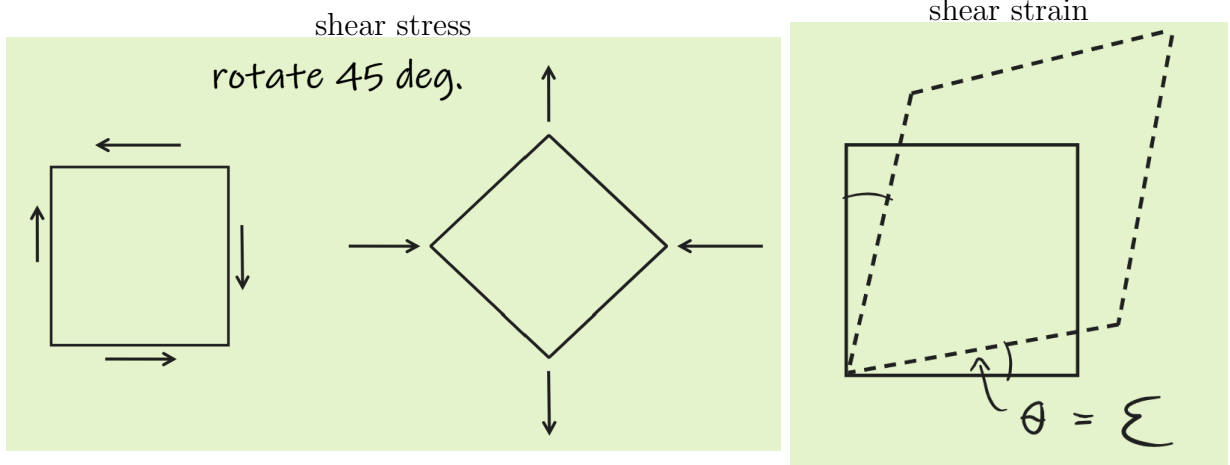 shear stress
rotate 45 deg.
shear strain
θ = ε